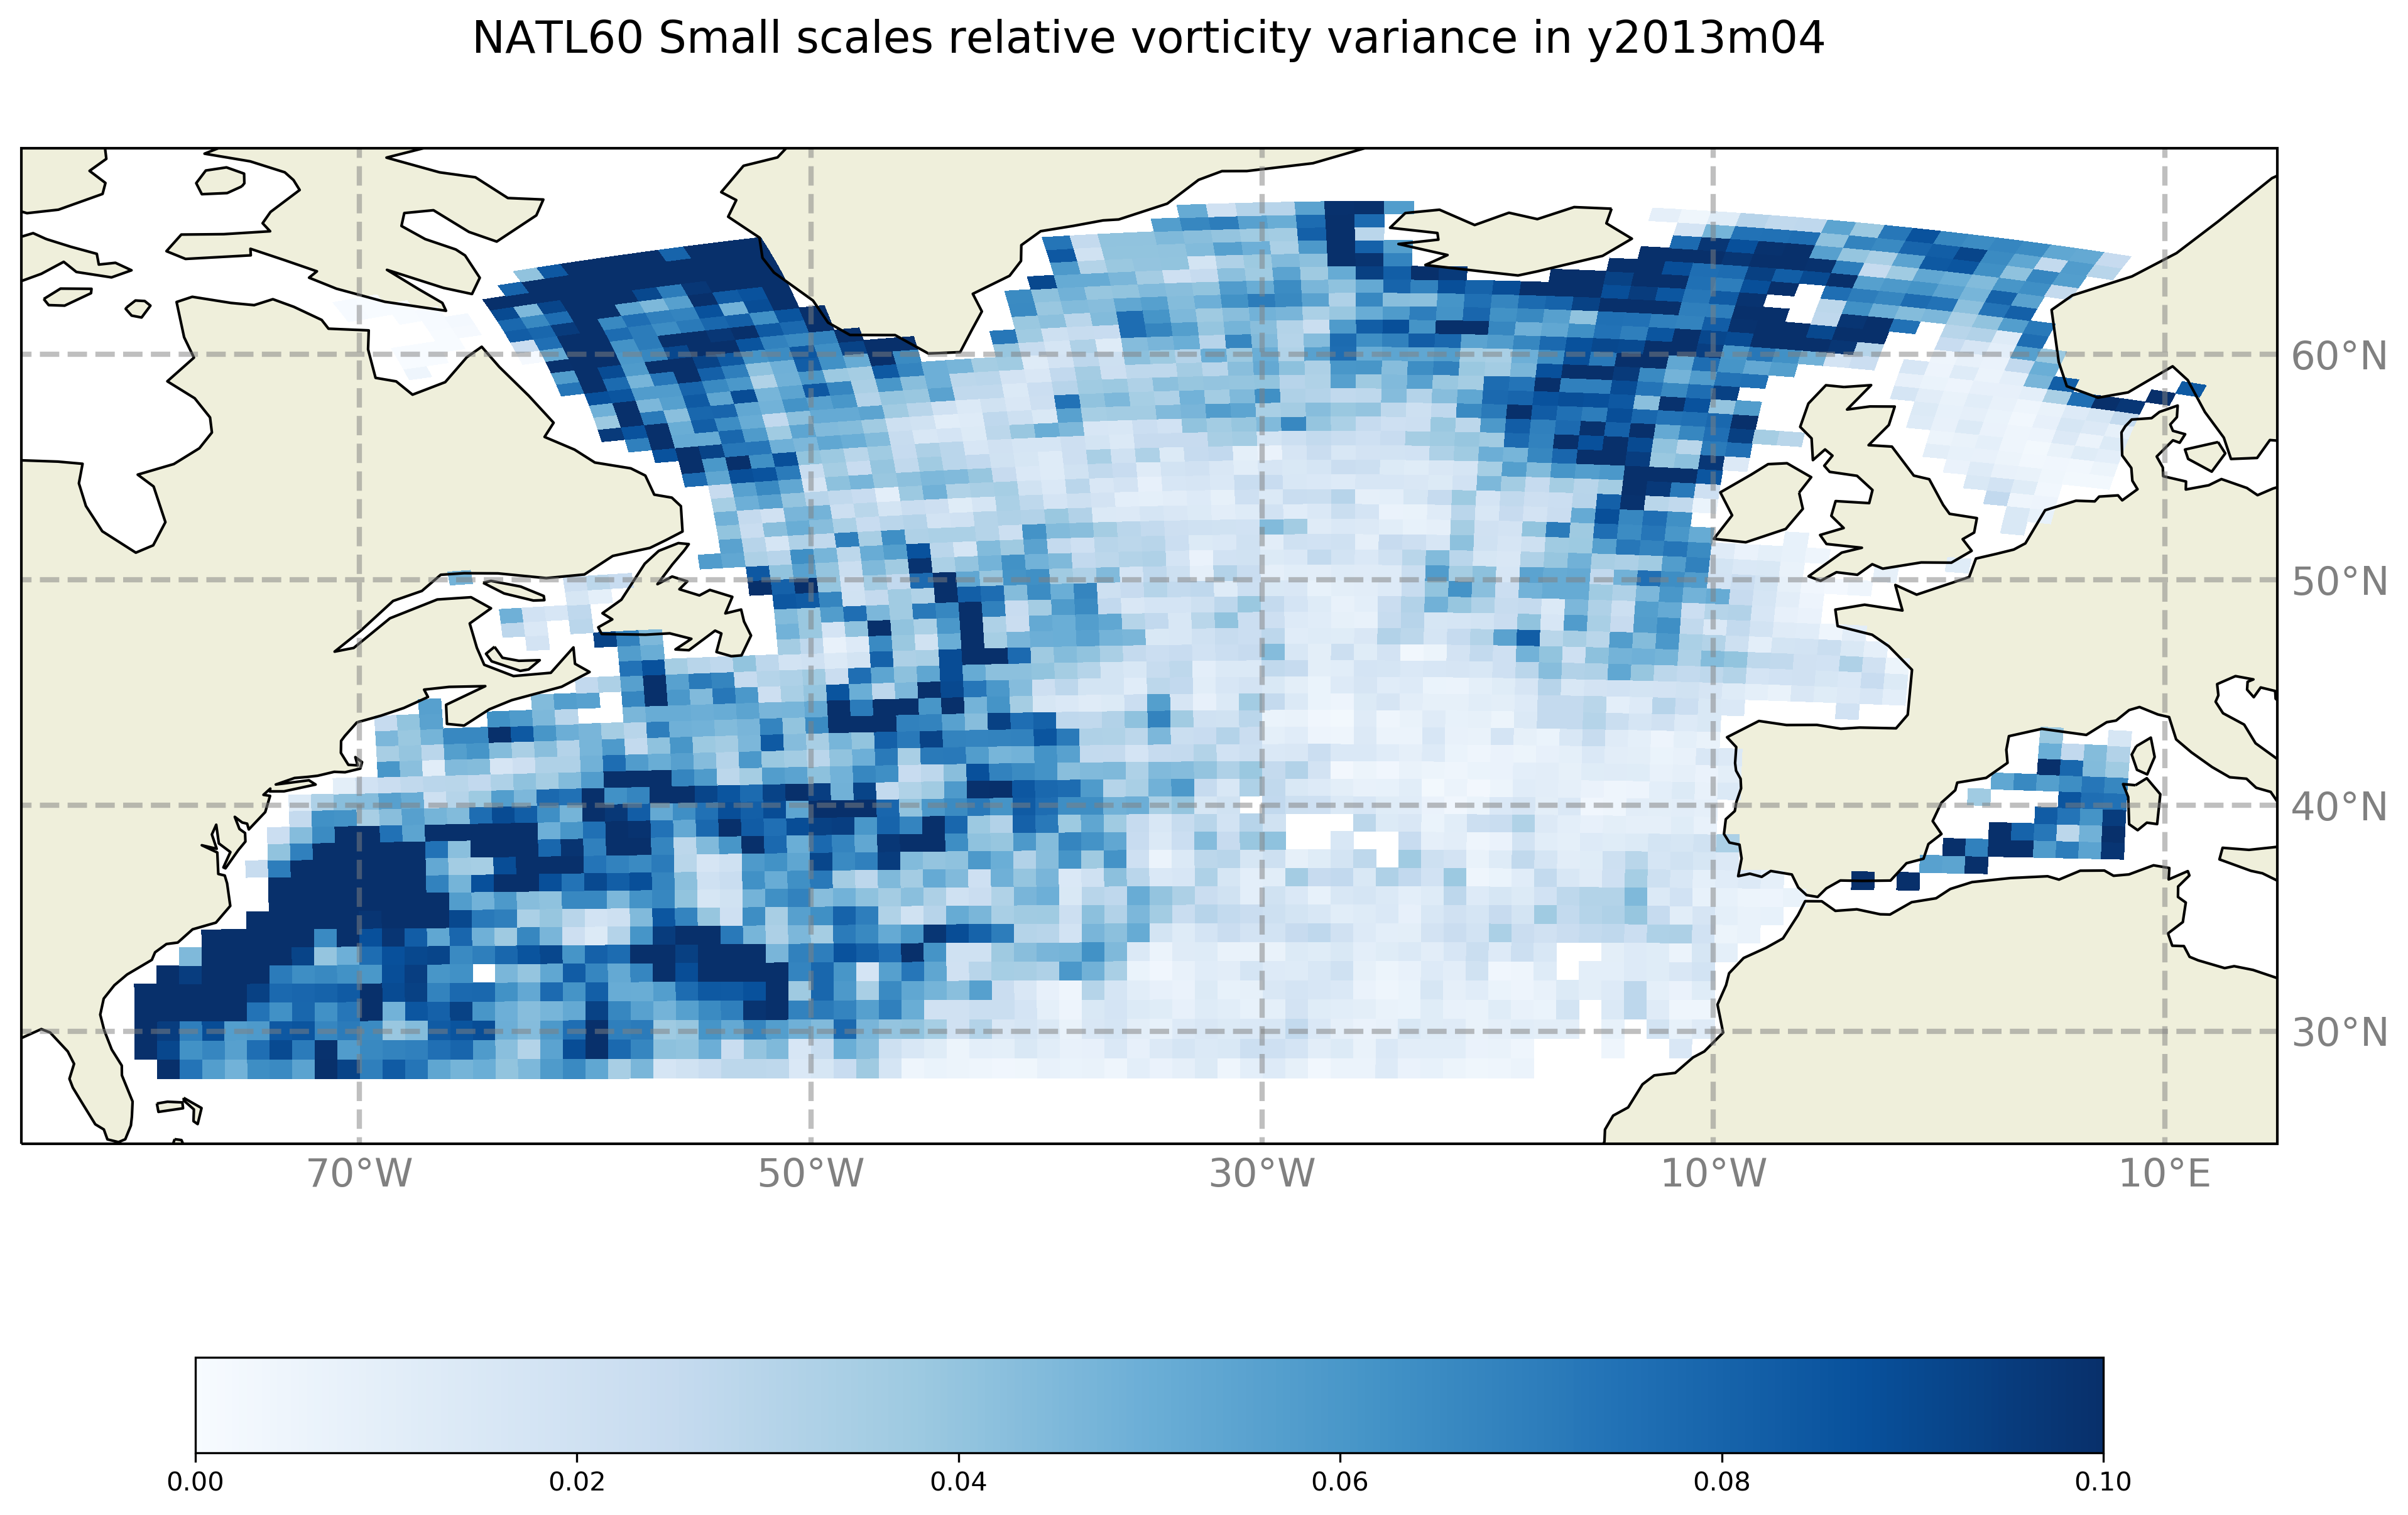 NATL60 Small scales relative vorticity variance in y2013m04
60°N
50°N
40°N
30°N
70°W 50°W 30°W 10°W 10°E
0.00 0.02 0.04 0.06 0.08 0.10